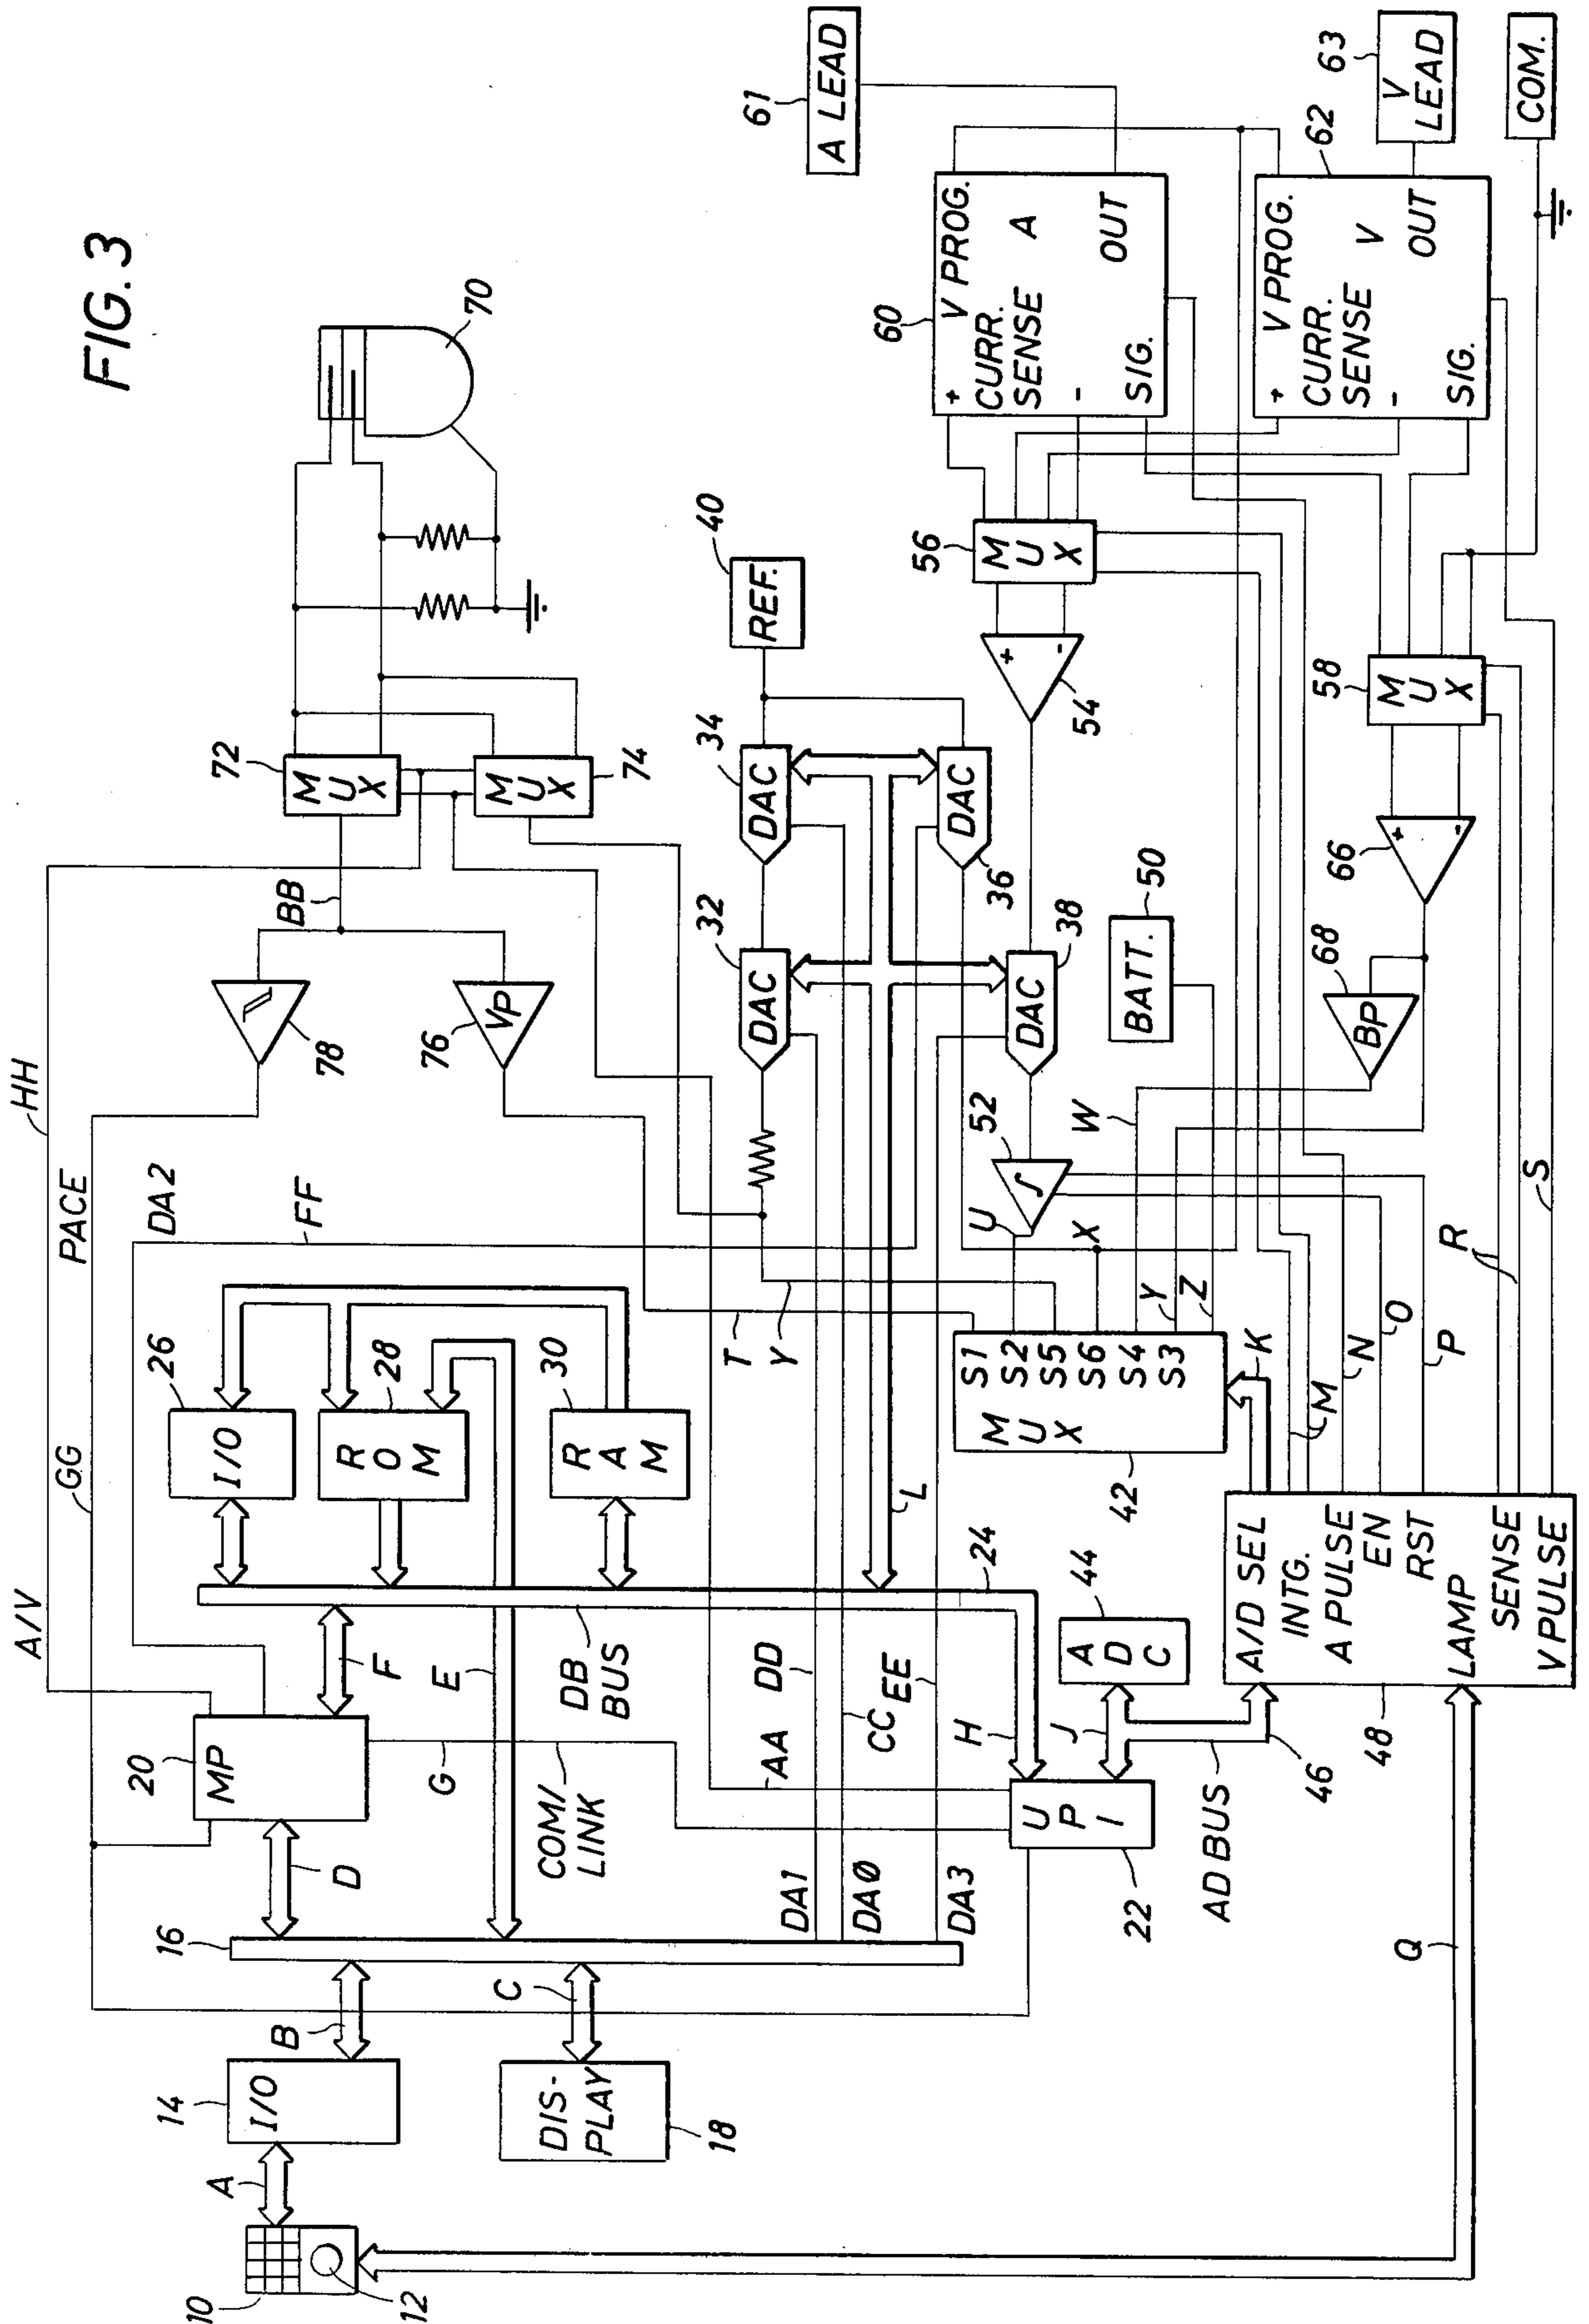 FIG. 3
HH
A/V
PACE
GG
DA2
FF
10
12
A
14
I/O
B
16
D
20
MP
F
26
I/O
28
ROM
30
RAM
E
C
DIS-
PLAY
18
G
COM/
LINK
DB
BUS
24
DA1
DD
DAØ
CC
DA3
EE
AA
H
L
UPI
22
J
ADC
44
AD BUS
46
48
A/D SEL
INTG.
A PULSE
EN
RST
LAMP
SENSE
V PULSE
Q
K
M
N
O
P
R
S
MUX
42
S1
S2
S5
S6
S4
S3
T
Y
U
X
W
Y
Z
BB
78
VP
76
MUX
72
MUX
74
70
DAC
32
DAC
34
DAC
36
DAC
38
REF.
40
BATT.
50
∫
52
+
-
54
MUX
56
MUX
58
+
-
66
BP
68
60
V PROG.
+
CURR.
SENSE A
-
OUT
SIG.
61
A LEAD
62
V PROG.
+
CURR.
SENSE V
-
OUT
SIG.
63
V
LEAD
COM.